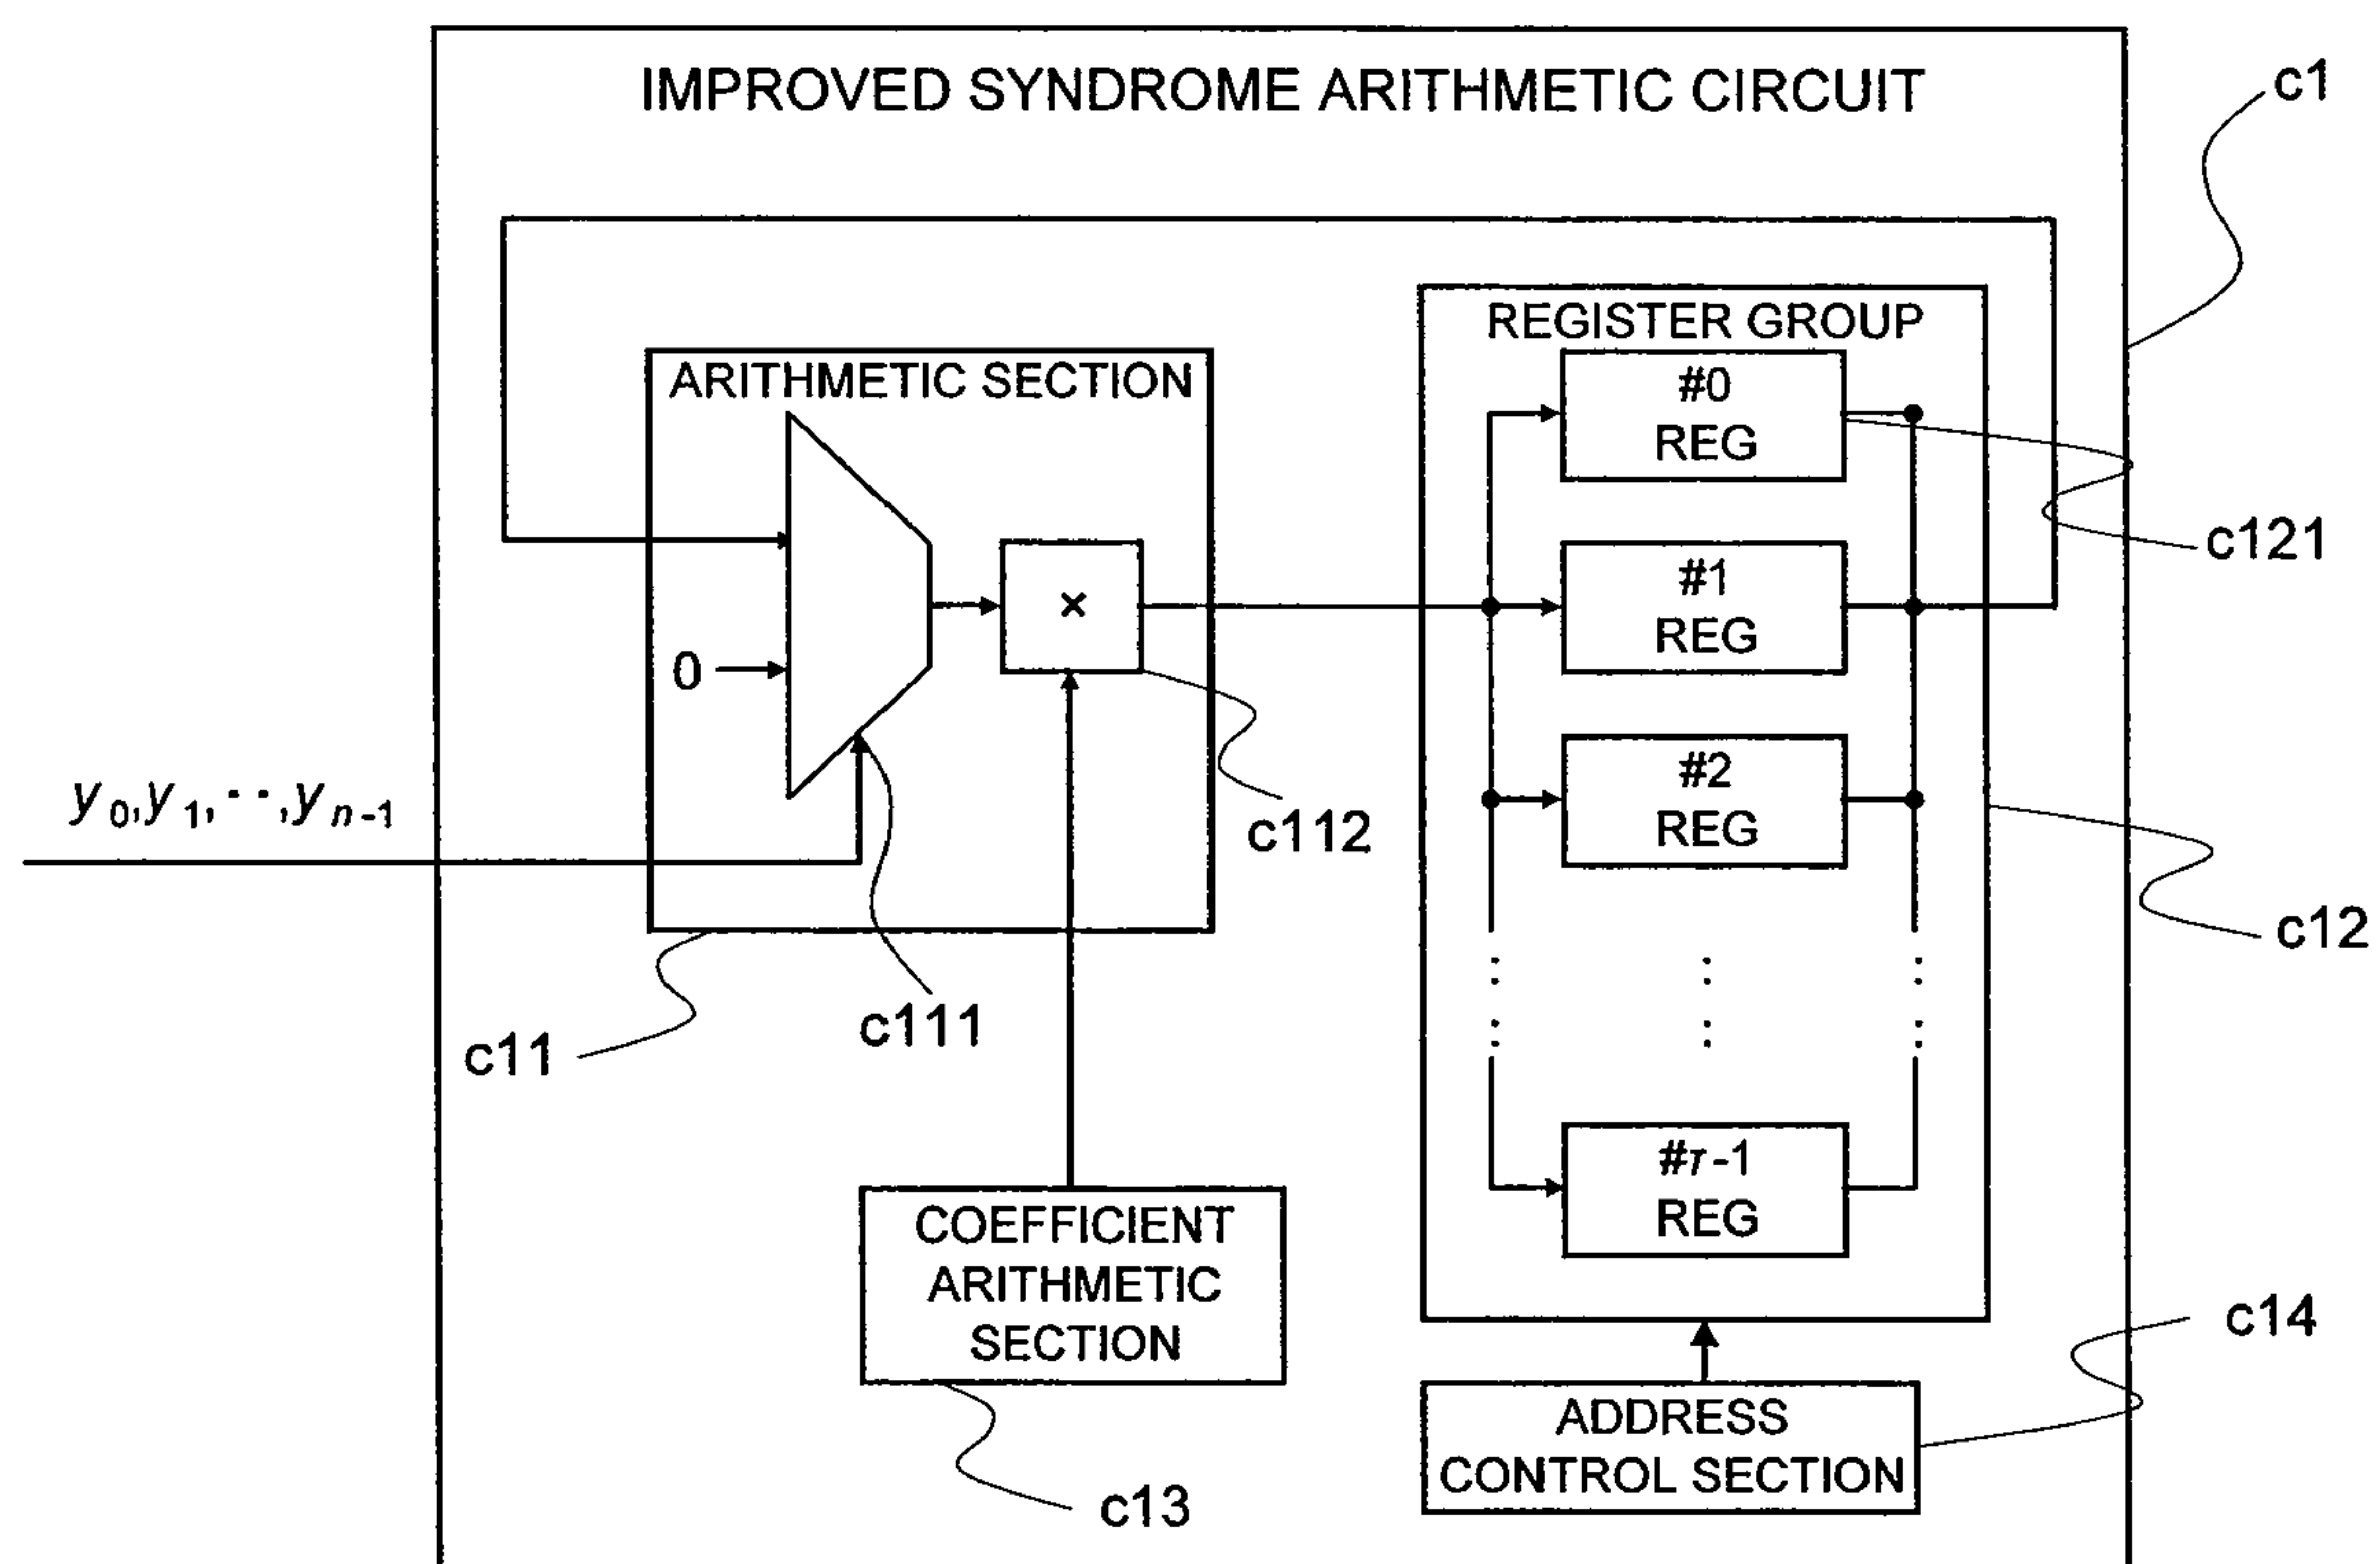 IMPROVED SYNDROME ARITHMETIC CIRCUIT
c1
REGISTER GROUP
ARITHMETIC SECTION
#0
REG
c121
#1
REG
×
0
#2
REG
y0,y1,··,yn-1
c112
c12
c111
c11
#r-1
REG
COEFFICIENT
ARITHMETIC
SECTION
c14
ADDRESS
CONTROL SECTION
c13